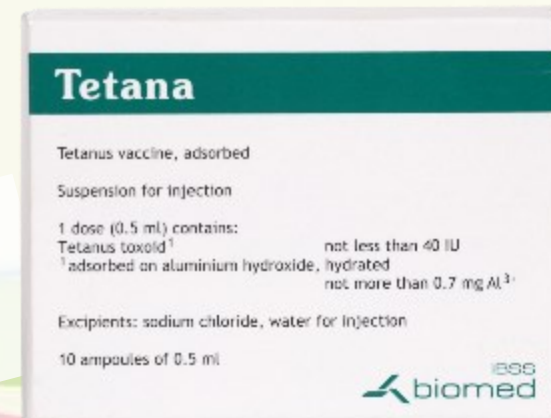 Tetana
Tetanus vaccine, adsorbed
Suspension for injection
1 dose (0.5 ml) contains:
Tetanus toxoid¹ not less than 40 IU
¹adsorbed on aluminium hydroxide, hydrated
not more than 0.7 mg Al³⁺
Excipients: sodium chloride, water for injection
10 ampoules of 0.5 ml
IBSS
biomed